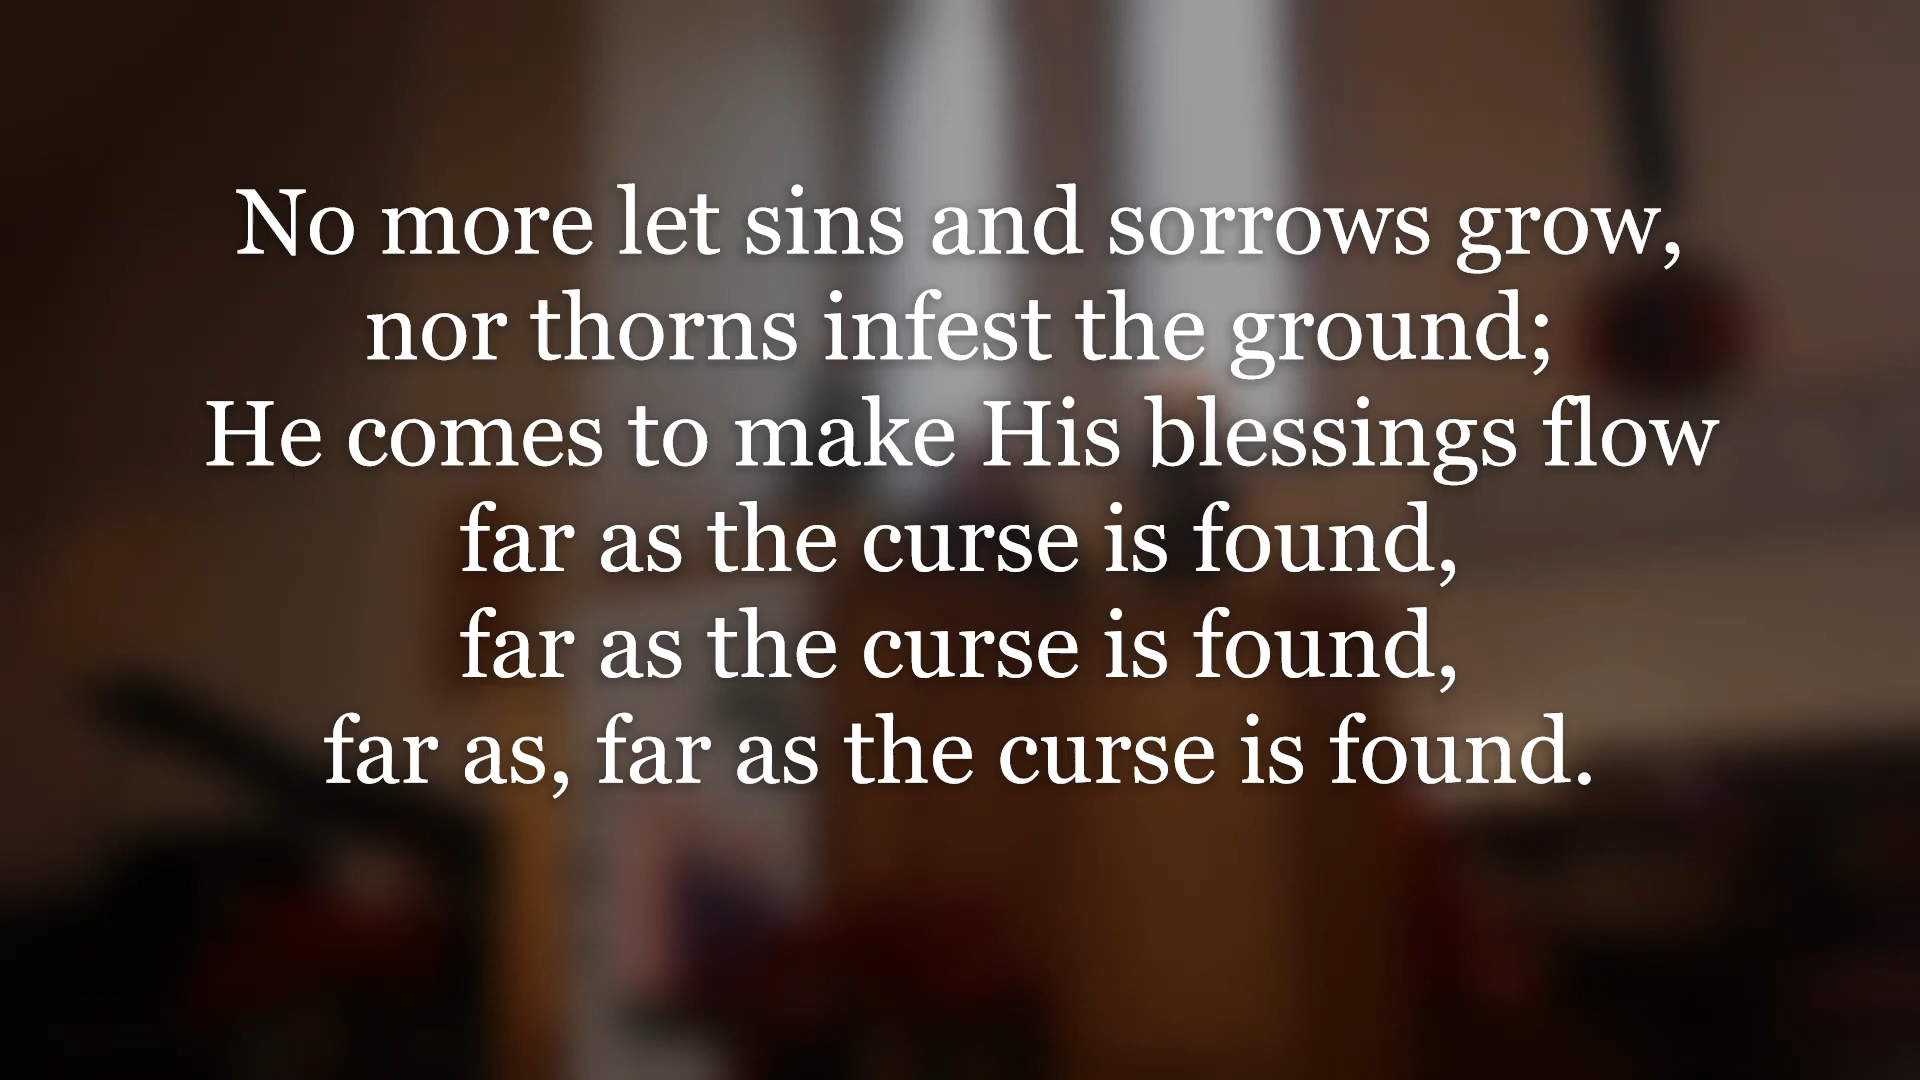 No more let sins and sorrows grow,
nor thorns infest the ground;
He comes to make His blessings flow
far as the curse is found,
far as the curse is found,
far as, far as the curse is found.